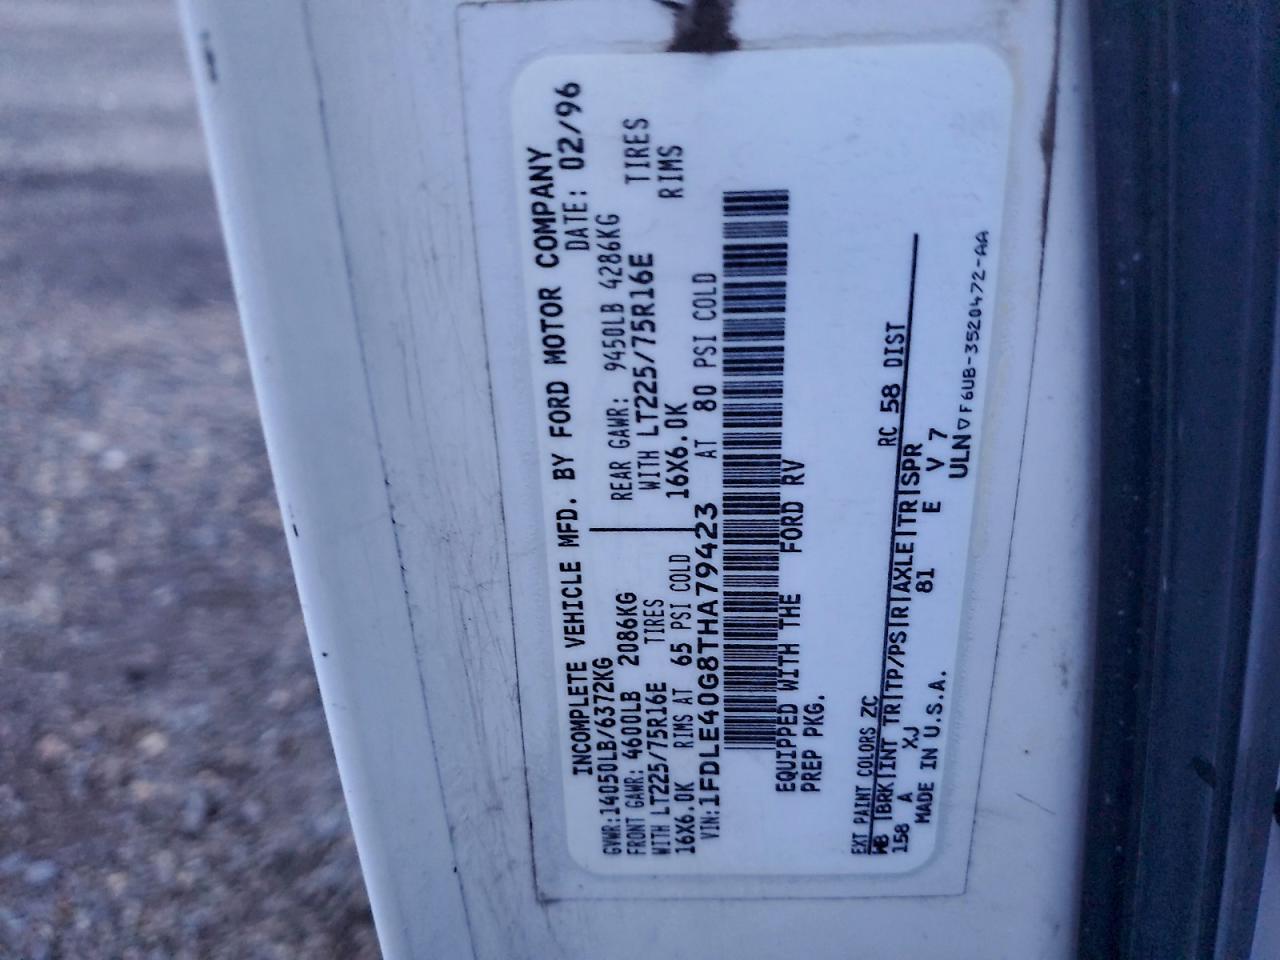 INCOMPLETE VEHICLE MFD. BY FORD MOTOR COMPANY
DATE: 02/96
GVWR:14050LB/6372KG
FRONT GAWR: 4600LB 2086KG
WITH LT225/75R16E TIRES
16X6.0K RIMS AT 65 PSI COLD
REAR GAWR: 9450LB 4286KG
WITH LT225/75R16E TIRES
16X6.0K RIMS
AT 80 PSI COLD
VIN:1FDLE40G8THA79423
EQUIPPED WITH THE FORD RV
PREP PKG.
EXT PAINT COLORS ZC RC 58 DIST
WB |BRK|INT TR|TP/PS|R|AXLE|TR|SPR
158 A XJ 81 E V 7
MADE IN U.S.A. ULN ▽ F6UB-3520472-AA